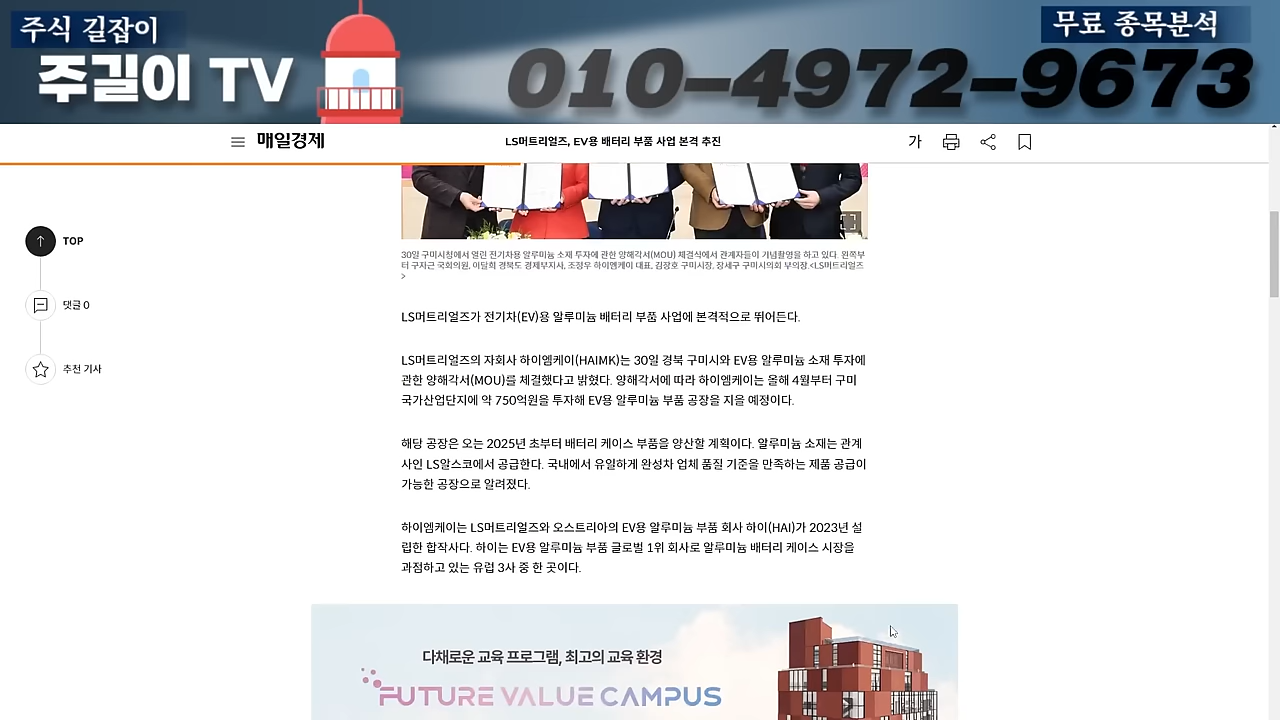 주식 길잡이
주길이 TV
무료 종목분석
010-4972-9673
매일경제
LS머트리얼즈, EV용 배터리 부품 사업 본격 추진
가
TOP
댓글 0
추천 기사
30일 구미시청에서 열린 전기차용 알루미늄 소재 투자에 관한 양해각서(MOU) 체결식에서 관계자들이 기념촬영을 하고 있다. 왼쪽부
터 구자근 국회의원, 이달희 경북도 경제부지사, 조정우 하이엠케이 대표, 김장호 구미시장, 장세구 구미시의회 부의장.<LS머트리얼즈
>
LS머트리얼즈가 전기차(EV)용 알루미늄 배터리 부품 사업에 본격적으로 뛰어든다.
LS머트리얼즈의 자회사 하이엠케이(HAIMK)는 30일 경북 구미시와 EV용 알루미늄 소재 투자에
관한 양해각서(MOU)를 체결했다고 밝혔다. 양해각서에 따라 하이엠케이는 올해 4월부터 구미
국가산업단지에 약 750억원을 투자해 EV용 알루미늄 부품 공장을 지을 예정이다.
해당 공장은 오는 2025년 초부터 배터리 케이스 부품을 양산할 계획이다. 알루미늄 소재는 관계
사인 LS알스코에서 공급한다. 국내에서 유일하게 완성차 업체 품질 기준을 만족하는 제품 공급이
가능한 공장으로 알려졌다.
하이엠케이는 LS머트리얼즈와 오스트리아의 EV용 알루미늄 부품 회사 하이(HAI)가 2023년 설
립한 합작사다. 하이는 EV용 알루미늄 부품 글로벌 1위 회사로 알루미늄 배터리 케이스 시장을
과점하고 있는 유럽 3사 중 한 곳이다.
다채로운 교육 프로그램, 최고의 교육 환경
FUTURE VALUE CAMPUS